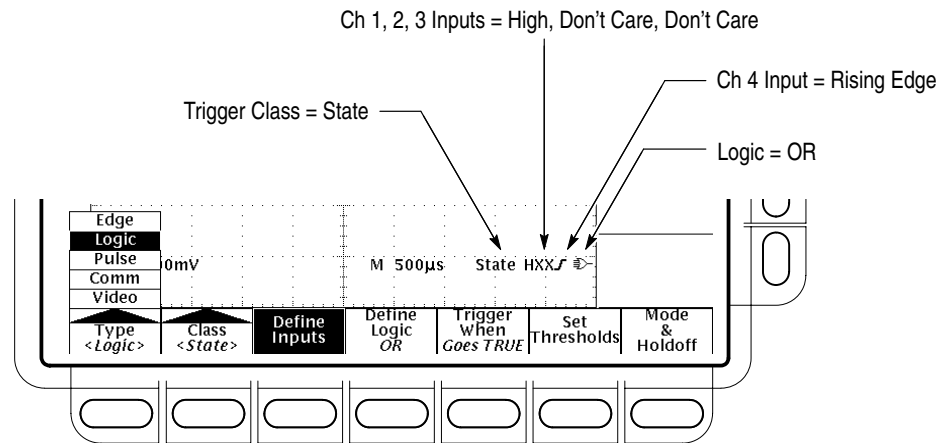 Ch 1, 2, 3 Inputs = High, Don't Care, Don't Care
Ch 4 Input = Rising Edge
Trigger Class = State
Logic = OR
Edge
Logic
Pulse
Comm
Video
0mV
M 500µs
State HXX
Type
<Logic>
Class
<State>
Define
Inputs
Define
Logic
OR
Trigger
When
Goes TRUE
Set
Thresholds
Mode
&
Holdoff